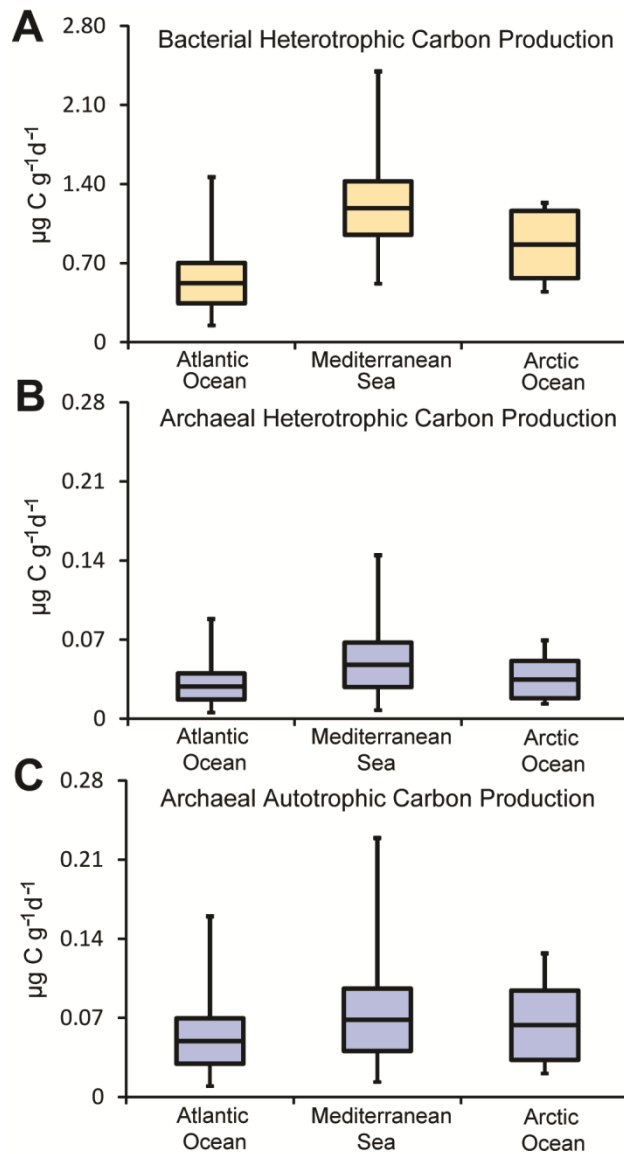 A
Bacterial Heterotrophic Carbon Production
µg C g⁻¹d⁻¹
2.80
2.10
1.40
0.70
0
Atlantic
Ocean
Mediterranean
Sea
Arctic
Ocean
B
Archaeal Heterotrophic Carbon Production
µg C g⁻¹d⁻¹
0.28
0.21
0.14
0.07
0
Atlantic
Ocean
Mediterranean
Sea
Arctic
Ocean
C
Archaeal Autotrophic Carbon Production
µg C g⁻¹d⁻¹
0.28
0.21
0.14
0.07
0
Atlantic
Ocean
Mediterranean
Sea
Arctic
Ocean